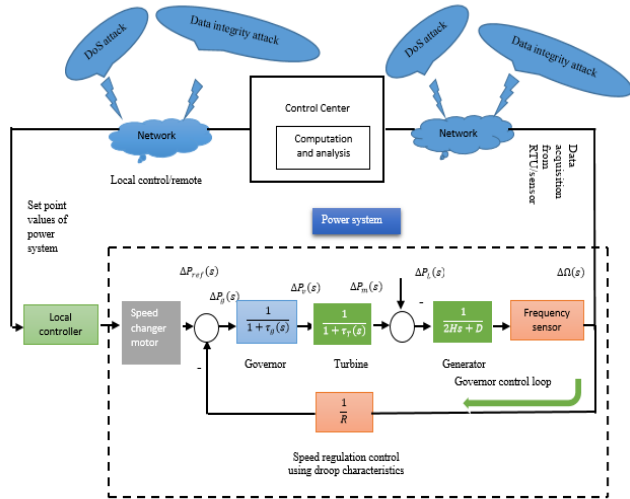 DoS attack
Data integrity attack
DoS attack
Data integrity attack
Network
Control Center
Computation
and analysis
Network
Local control/remote
Data
acquisition
from
RTU/sensor
Set point
values of
power
system
Power system
ΔP_ref(s)
ΔP_g(s)
ΔP_v(s)
ΔP_m(s)
ΔP_L(s)
ΔΩ(s)
Local
controller
Speed
changer
motor
1
1 + τ_g(s)
1
1 + τ_T(s)
-
1
2Hs + D
Frequency
sensor
Governor
Turbine
Generator
-
Governor control loop
1
R
Speed regulation control
using droop characteristics